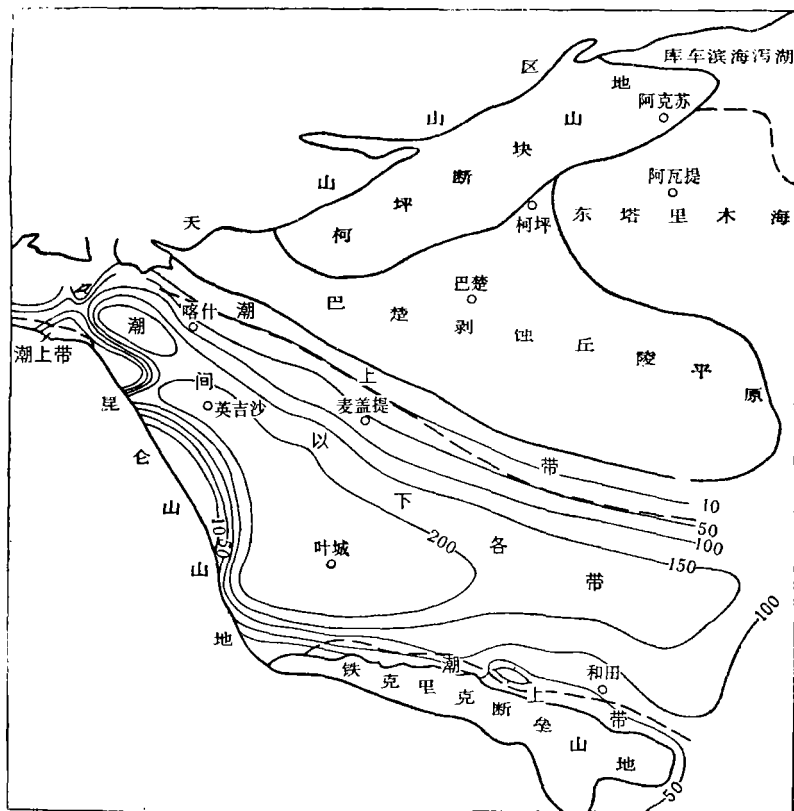 库车滨海泻湖
天山山区
柯坪断块山地
阿克苏
阿瓦提
柯坪
东塔里木海
巴楚
巴楚剥蚀丘陵平原
喀什
潮上带
潮上带
潮间以下各带
英吉沙
麦盖提
昆仑山山地
叶城
和田
潮上带
铁克里克断垒山地
10
50
100
150
200
100
50
10
50